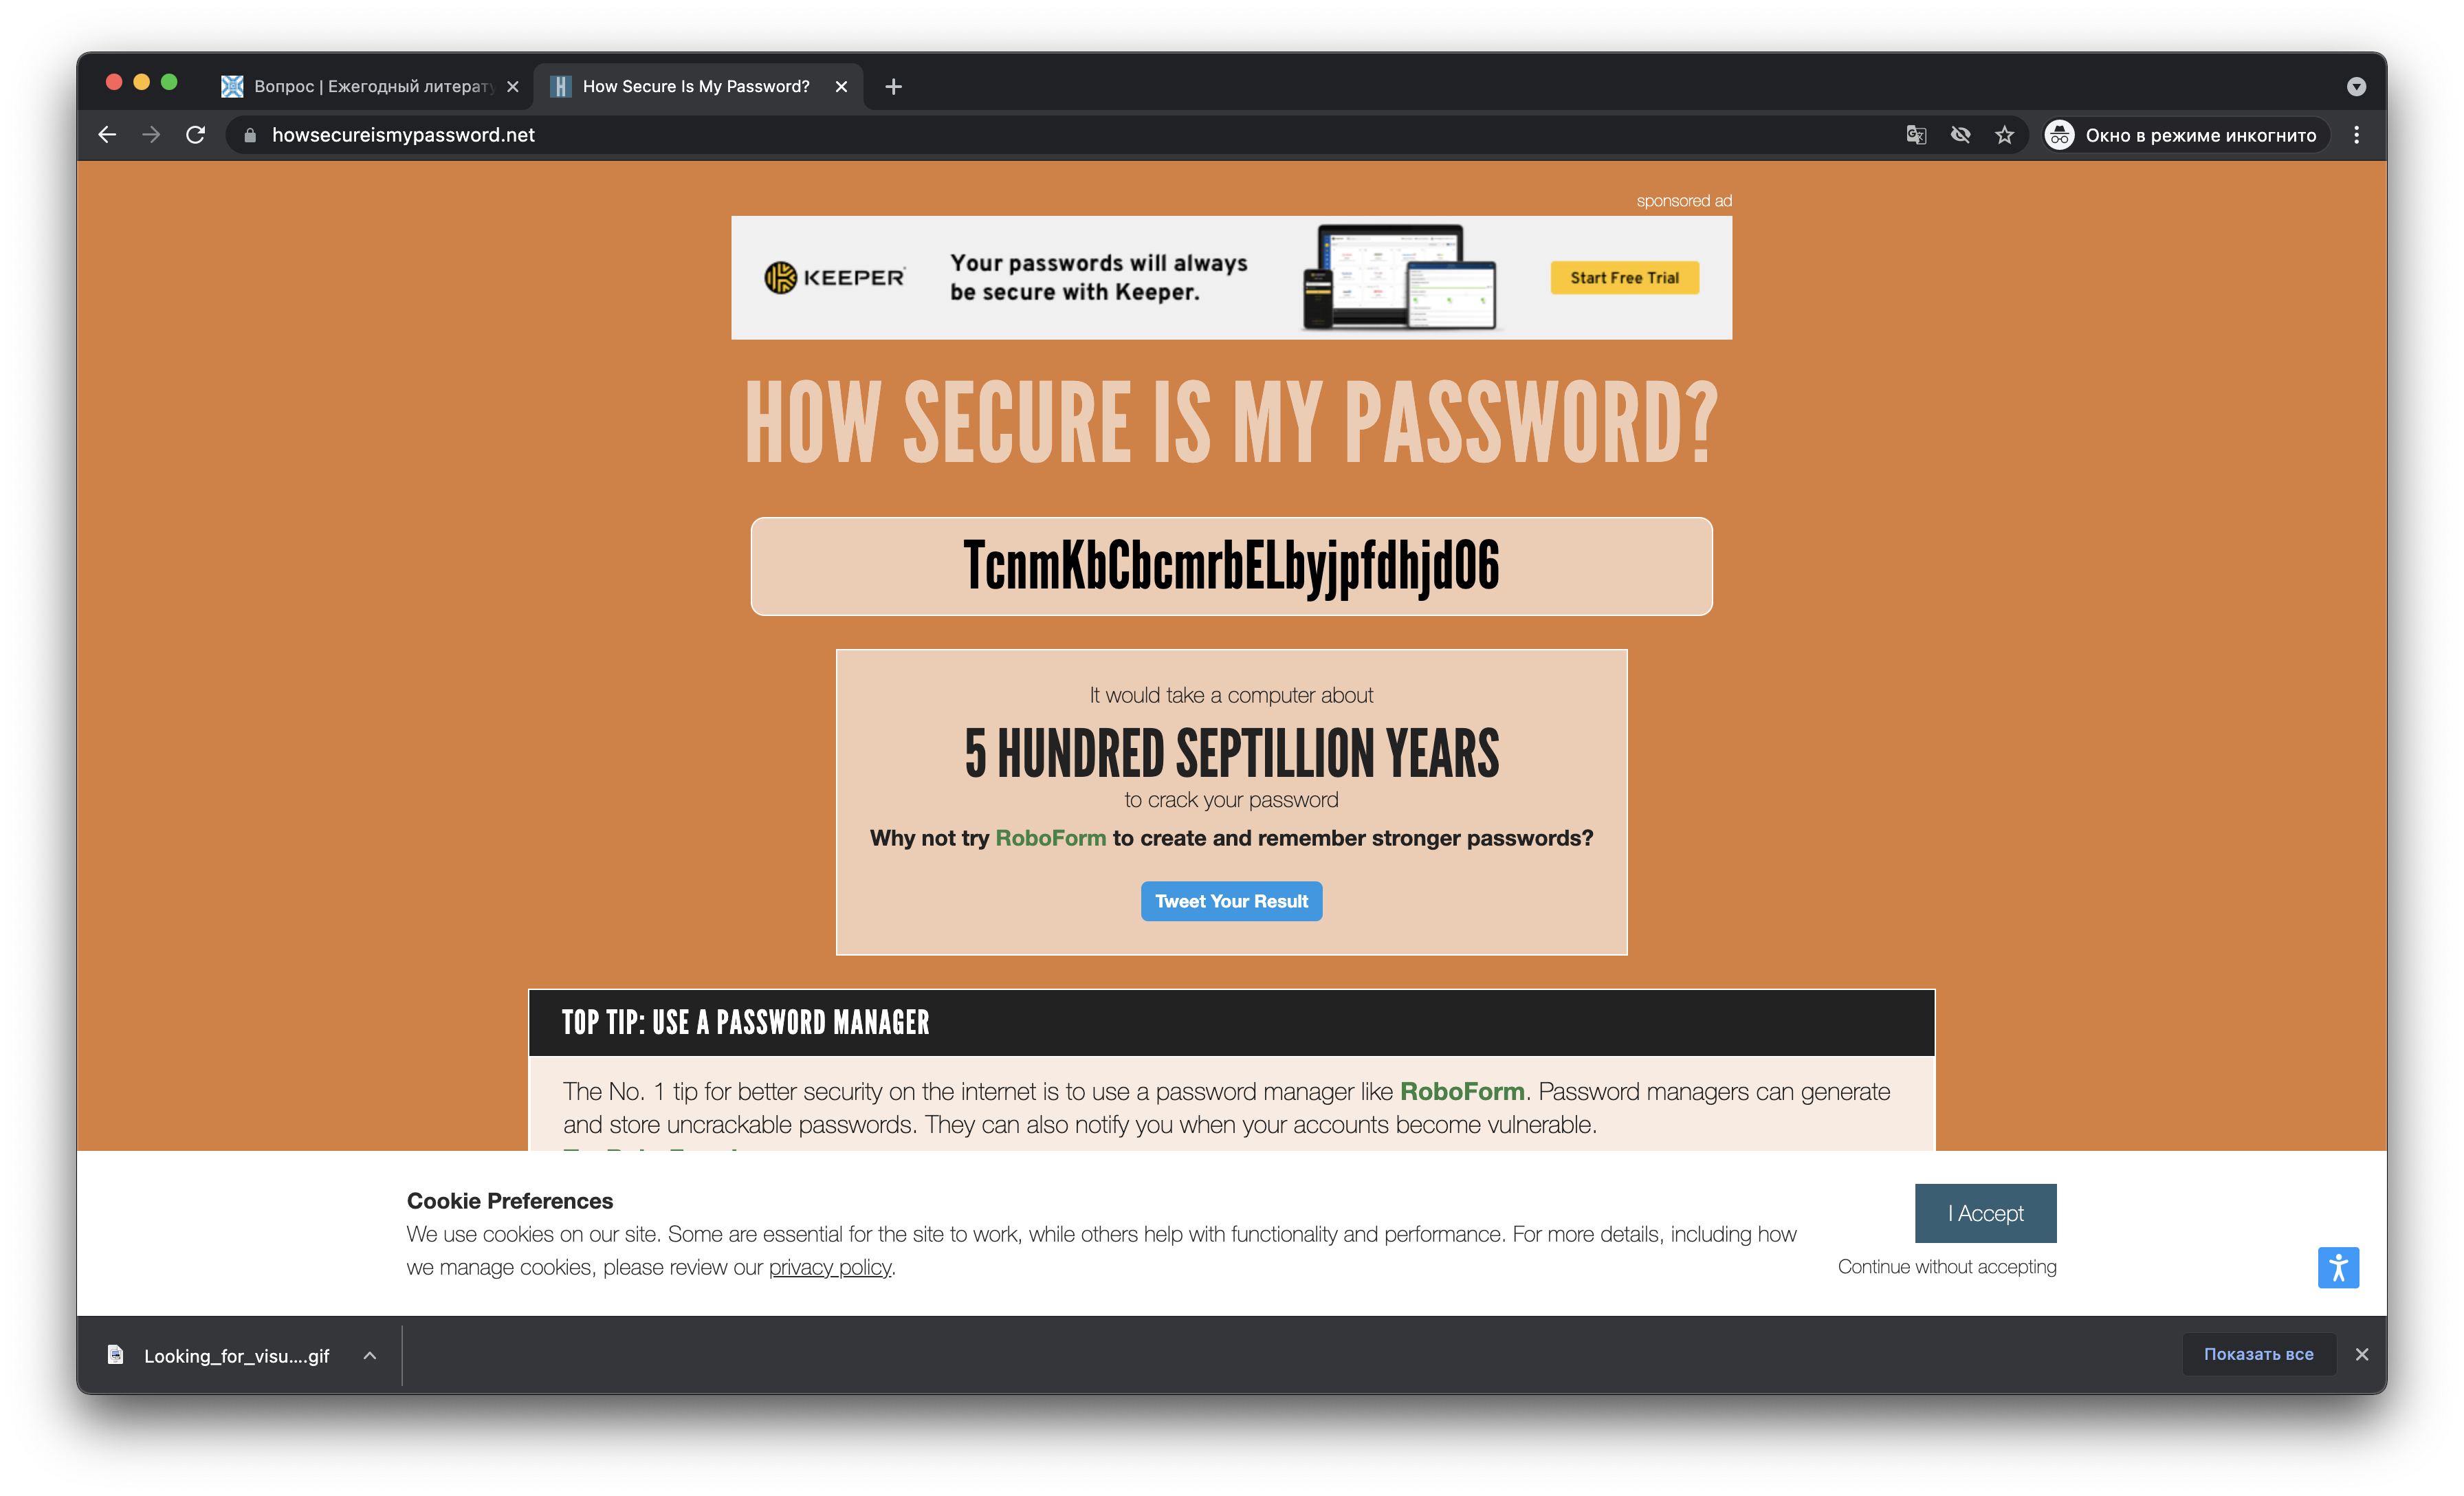 Вопрос | Ежегодный литерату
How Secure Is My Password?
howsecureismypassword.net
Окно в режиме инкогнито
sponsored ad
KEEPER
Your passwords will always
be secure with Keeper.
Start Free Trial
HOW SECURE IS MY PASSWORD?
TcnmKbCbcmrbELbyjpfdhjd06
It would take a computer about
5 HUNDRED SEPTILLION YEARS
to crack your password
Why not try RoboForm to create and remember stronger passwords?
Tweet Your Result
TOP TIP: USE A PASSWORD MANAGER
The No. 1 tip for better security on the internet is to use a password manager like RoboForm. Password managers can generate
and store uncrackable passwords. They can also notify you when your accounts become vulnerable.
Cookie Preferences
We use cookies on our site. Some are essential for the site to work, while others help with functionality and performance. For more details, including how
we manage cookies, please review our privacy policy.
I Accept
Continue without accepting
Looking_for_visu....gif
Показать все